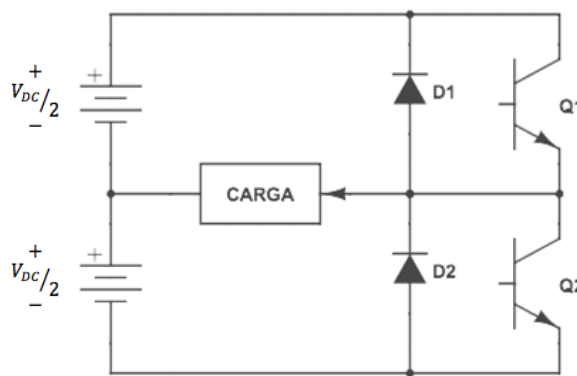 +
+
V_DC/2
−
D1
Q1
CARGA
+
+
V_DC/2
−
D2
Q2